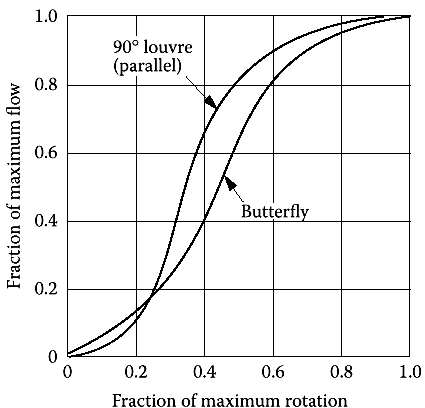 1.0
90° louvre
(parallel)
0.8
0.6
Fraction of maximum flow
0.4
Butterfly
0.2
0
0 0.2 0.4 0.6 0.8 1.0
Fraction of maximum rotation